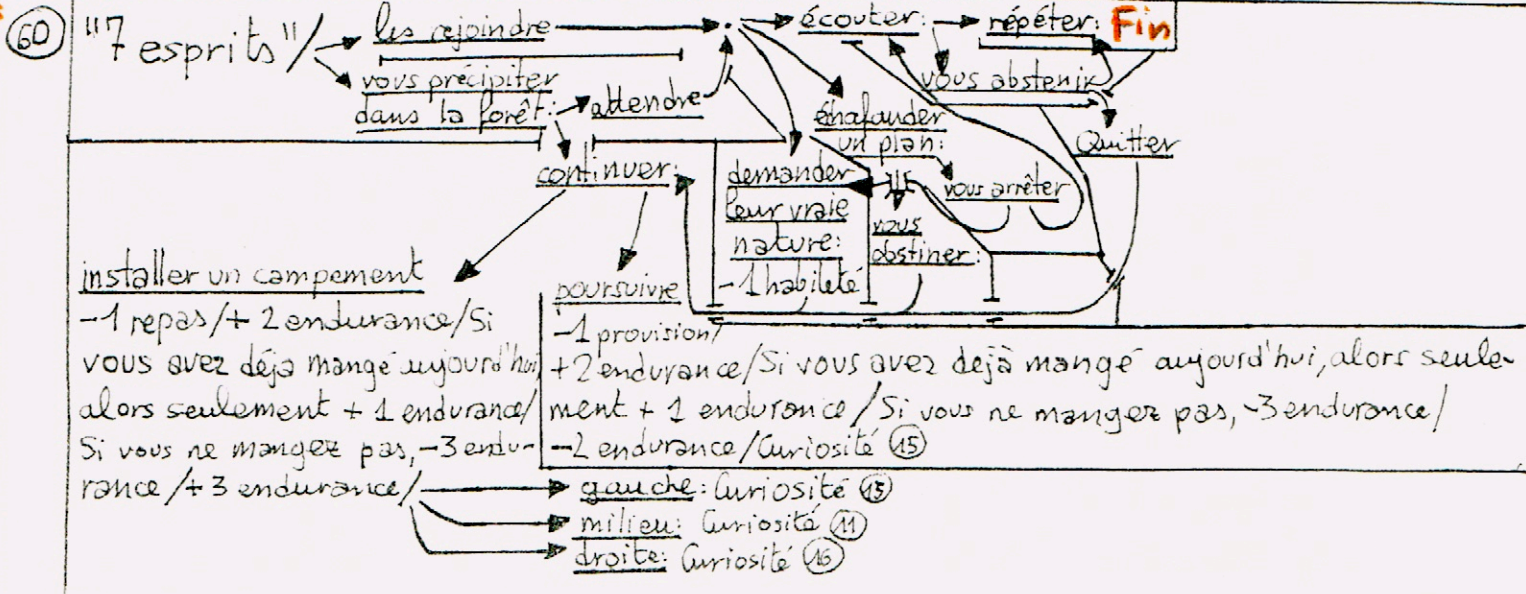 60
"7 esprits"/
les rejoindre
vous précipiter
dans la forêt:
attendre
écouter:
répéter: Fin
vous abstenir
Quitter
échafauder
un plan:
vous arrêter
vous
obstiner:
demander
leur vraie
nature:
-1 habileté
continuer:
installer un campement
-1 repas/+ 2 endurance/Si
vous avez déja mangé aujourd'hui,
alors seulement + 1 endurance/
Si vous ne mangez pas, -3 endu-
rance/+3 endurance/
poursuivre
-1 provision/
+2 endurance/Si vous avez déjà mangé aujourd'hui, alors seule-
ment + 1 endurance /Si vous ne mangez pas, -3 endurance/
-2 endurance/Curiosité 15
gauche: Curiosité 15
milieu: Curiosité 11
droite: Curiosité 16